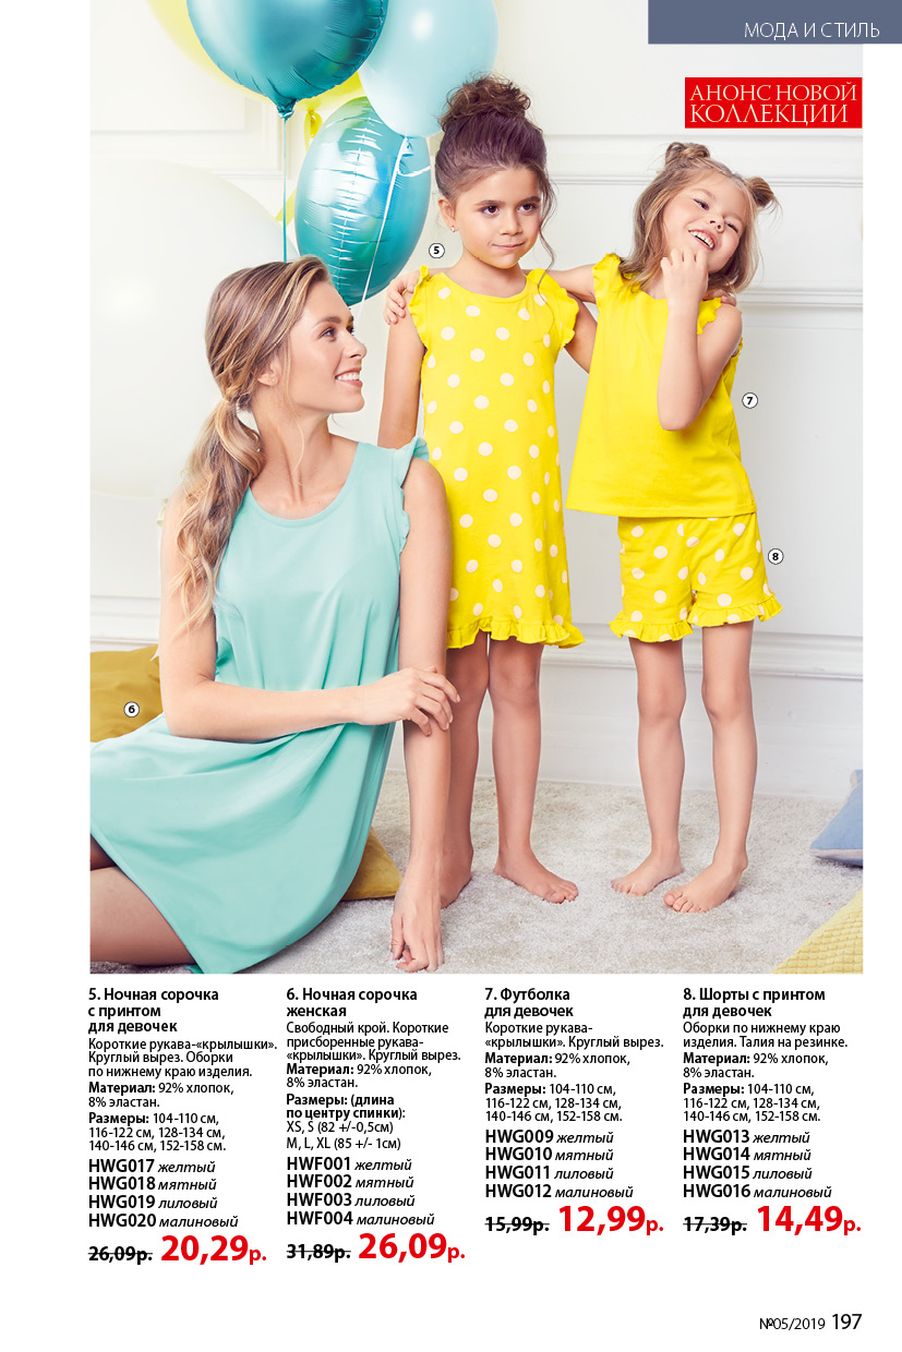 МОДА И СТИЛЬ
АНОНС НОВОЙ
КОЛЛЕКЦИИ
5
7
8
6
5. Ночная сорочка
с принтом
для девочек
Короткие рукава-«крылышки».
Круглый вырез. Оборки
по нижнему краю изделия.
Материал: 92% хлопок,
8% эластан.
Размеры: 104-110 см,
116-122 см, 128-134 см,
140-146 см, 152-158 см.
HWG017 желтый
HWG018 мятный
HWG019 лиловый
HWG020 малиновый
26,09р. 20,29р.
6. Ночная сорочка
женская
Свободный крой. Короткие
присборенные рукава-
«крылышки». Круглый вырез.
Материал: 92% хлопок,
8% эластан.
Размеры: (длина
по центру спинки):
XS, S (82 +/-0,5см)
M, L, XL (85 +/- 1см)
HWF001 желтый
HWF002 мятный
HWF003 лиловый
HWF004 малиновый
31,89р. 26,09р.
7. Футболка
для девочек
Короткие рукава-
«крылышки». Круглый вырез.
Материал: 92% хлопок,
8% эластан.
Размеры: 104-110 см,
116-122 см, 128-134 см,
140-146 см, 152-158 см.
HWG009 желтый
HWG010 мятный
HWG011 лиловый
HWG012 малиновый
15,99р. 12,99р.
8. Шорты с принтом
для девочек
Оборки по нижнему краю
изделия. Талия на резинке.
Материал: 92% хлопок,
8% эластан.
Размеры: 104-110 см,
116-122 см, 128-134 см,
140-146 см, 152-158 см.
HWG013 желтый
HWG014 мятный
HWG015 лиловый
HWG016 малиновый
17,39р. 14,49р.
№05/2019 197